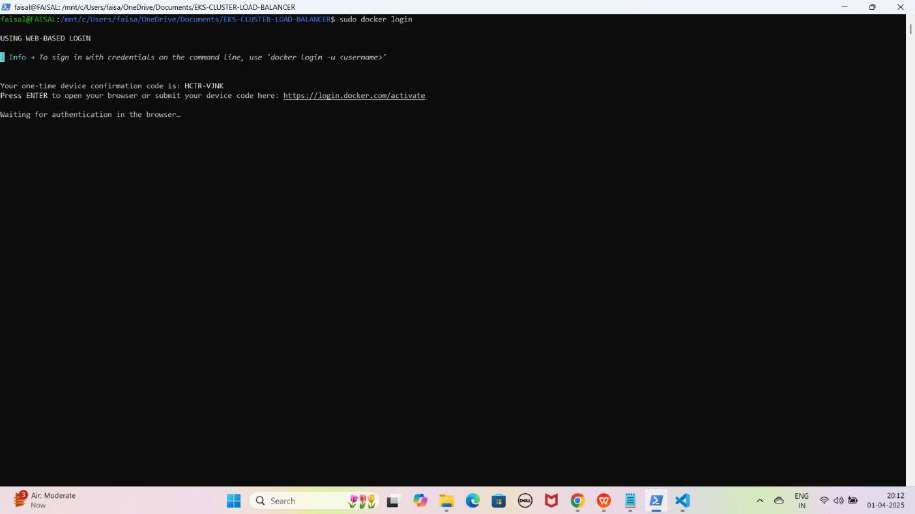 faisal@FAISAL: /mnt/c/Users/faisa/OneDrive/Documents/EKS-CLUSTER-LOAD-BALANCER
faisal@FAISAL:/mnt/c/Users/faisa/OneDrive/Documents/EKS-CLUSTER-LOAD-BALANCER$ sudo docker login
USING WEB-BASED LOGIN
Info → To sign in with credentials on the command line, use 'docker login -u <username>'
Your one-time device confirmation code is: HCTR-VJNK
Press ENTER to open your browser or submit your device code here: https://login.docker.com/activate
Waiting for authentication in the browser…
3
Air: Moderate
Now
Search
DELL
ENG
IN
20:12
01-04-2025